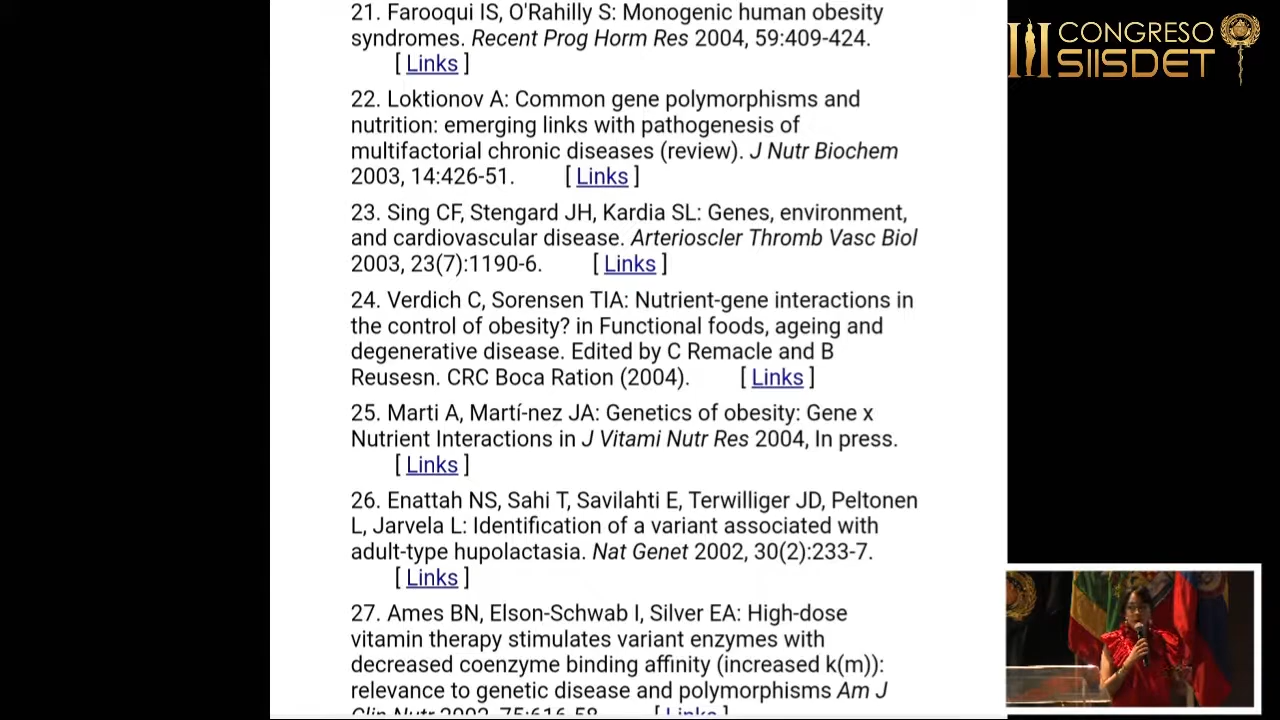 21. Farooqui IS, O'Rahilly S: Monogenic human obesity
syndromes. Recent Prog Horm Res 2004, 59:409-424.
[ Links ]
22. Loktionov A: Common gene polymorphisms and
nutrition: emerging links with pathogenesis of
multifactorial chronic diseases (review). J Nutr Biochem
2003, 14:426-51. [ Links ]
23. Sing CF, Stengard JH, Kardia SL: Genes, environment,
and cardiovascular disease. Arterioscler Thromb Vasc Biol
2003, 23(7):1190-6. [ Links ]
24. Verdich C, Sorensen TIA: Nutrient-gene interactions in
the control of obesity? in Functional foods, ageing and
degenerative disease. Edited by C Remacle and B
Reusesn. CRC Boca Ration (2004). [ Links ]
25. Marti A, Martí-nez JA: Genetics of obesity: Gene x
Nutrient Interactions in J Vitami Nutr Res 2004, In press.
[ Links ]
26. Enattah NS, Sahi T, Savilahti E, Terwilliger JD, Peltonen
L, Jarvela L: Identification of a variant associated with
adult-type hupolactasia. Nat Genet 2002, 30(2):233-7.
[ Links ]
27. Ames BN, Elson-Schwab I, Silver EA: High-dose
vitamin therapy stimulates variant enzymes with
decreased coenzyme binding affinity (increased k(m)):
relevance to genetic disease and polymorphisms Am J
Clin Nutr 2002, 75:616-58. [ Links ]
III CONGRESO
SIISDET